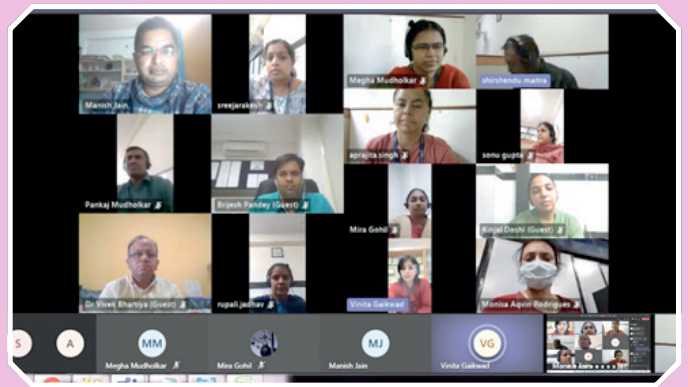 Manish Jain
sreejarakesh
Megha Mudholkar
shirshendu.maitra
aprajita.singh
sonu gupta
Pankaj Mudholkar
Brijesh Pandey (Guest)
Mira Gohil
Kinjal Doshi (Guest)
Dr Vivek Bhartiya (Guest)
rupali.jadhav
Vinita Gaikwad
Monisa Aqvin Rodrigues
S
A
MM
Megha Mudholkar
Mira Gohil
MJ
Manish Jain
VG
Vinita Gaikwad